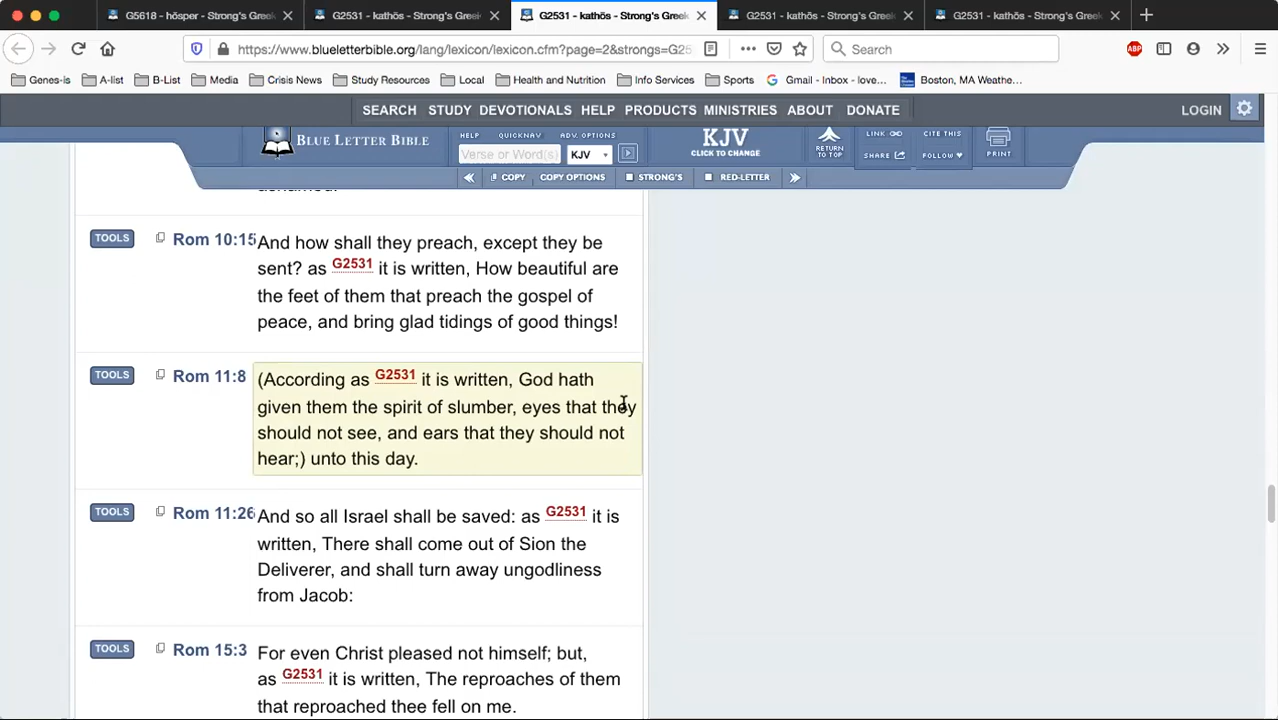 G5618 - hōsper - Strong's Greek
G2531 - kathōs - Strong's Greek
G2531 - kathōs - Strong's Greek
G2531 - kathōs - Strong's Greek
G2531 - kathōs - Strong's Greek
https://www.blueletterbible.org/lang/lexicon/lexicon.cfm?page=2&strongs=G25
Search
ABP
Genes-is A-list B-List Media Crisis News Study Resources Local Health and Nutrition Info Services Sports Gmail - Inbox - love... Boston, MA Weathe...
SEARCH STUDY DEVOTIONALS HELP PRODUCTS MINISTRIES ABOUT DONATE LOGIN
BLUE LETTER BIBLE
HELP QUICKNAV ADV. OPTIONS
Verse or Word(s) KJV
KJV
CLICK TO CHANGE
RETURN
TO TOP
LINK CITE THIS
SHARE FOLLOW
PRINT
COPY COPY OPTIONS STRONG'S RED-LETTER
TOOLS Rom 10:15 And how shall they preach, except they be
sent? as G2531 it is written, How beautiful are
the feet of them that preach the gospel of
peace, and bring glad tidings of good things!
TOOLS Rom 11:8 (According as G2531 it is written, God hath
given them the spirit of slumber, eyes that they
should not see, and ears that they should not
hear;) unto this day.
TOOLS Rom 11:26 And so all Israel shall be saved: as G2531 it is
written, There shall come out of Sion the
Deliverer, and shall turn away ungodliness
from Jacob:
TOOLS Rom 15:3 For even Christ pleased not himself; but,
as G2531 it is written, The reproaches of them
that reproached thee fell on me.